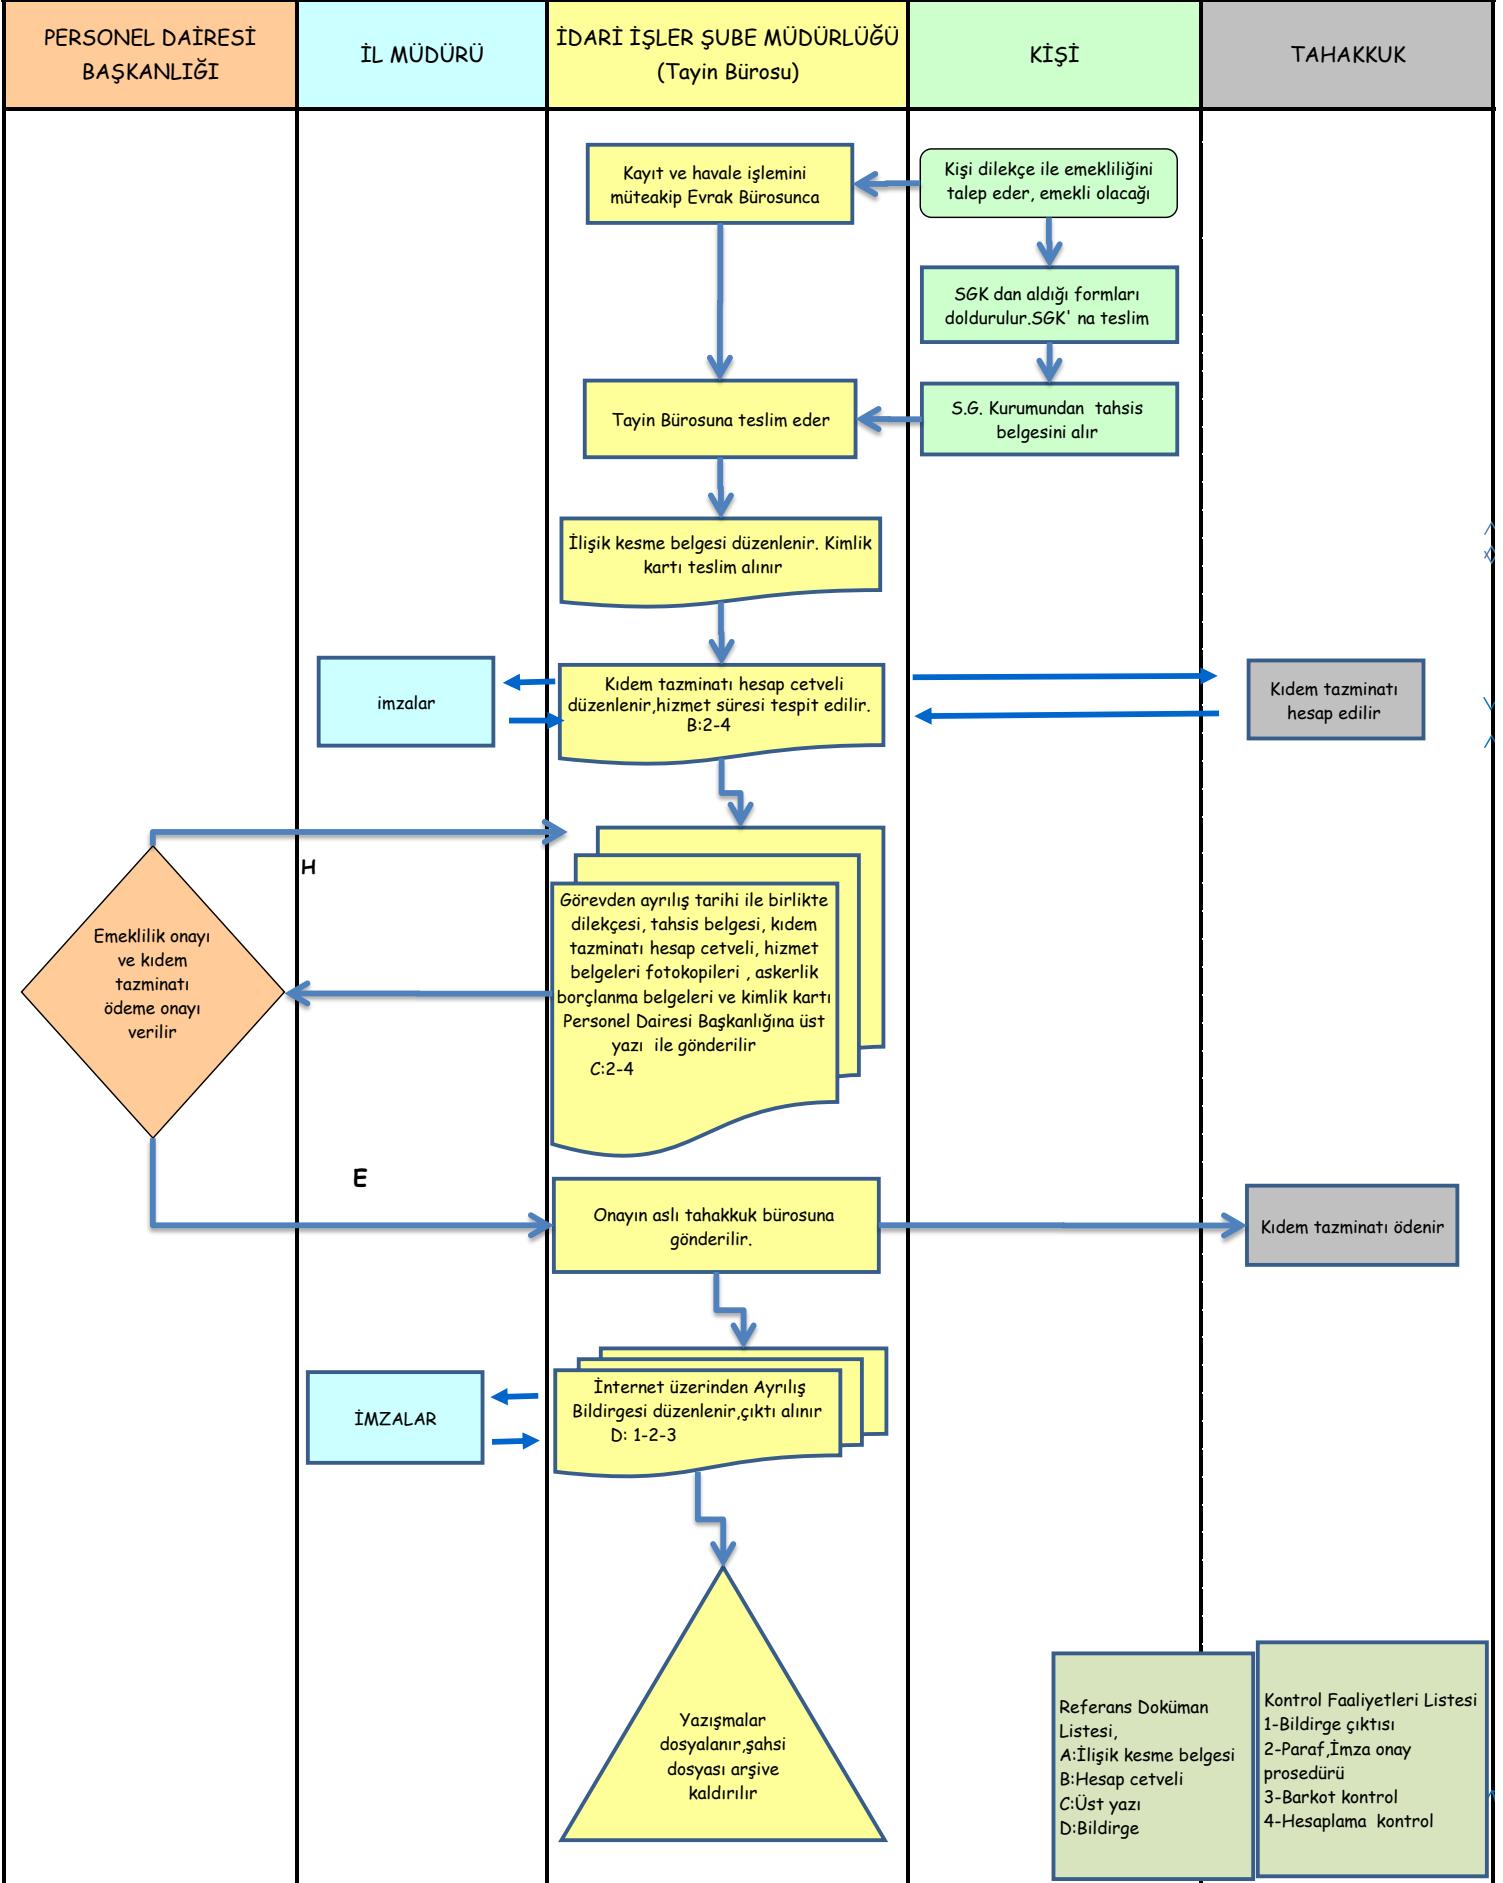 PERSONEL DAİRESİ
BAŞKANLIĞI
İL MÜDÜRÜ
İDARİ İŞLER ŞUBE MÜDÜRLÜĞÜ
(Tayin Bürosu)
KİŞİ
TAHAKKUK
Kayıt ve havale işlemini
müteakip Evrak Bürosunca
Kişi dilekçe ile emekliliğini
talep eder, emekli olacağı
SGK dan aldığı formları
doldurulur.SGK' na teslim
Tayin Bürosuna teslim eder
S.G. Kurumundan tahsis
belgesini alır
İlişik kesme belgesi düzenlenir. Kimlik
kartı teslim alınır
imzalar
Kıdem tazminatı hesap cetveli
düzenlenir,hizmet süresi tespit edilir.
B:2-4
Kıdem tazminatı
hesap edilir
H
Emeklilik onayı
ve kıdem
tazminatı
ödeme onayı
verilir
Görevden ayrılış tarihi ile birlikte
dilekçesi, tahsis belgesi, kıdem
tazminatı hesap cetveli, hizmet
belgeleri fotokopileri , askerlik
borçlanma belgeleri ve kimlik kartı
Personel Dairesi Başkanlığına üst
yazı ile gönderilir
C:2-4
E
Onayın aslı tahakkuk bürosuna
gönderilir.
Kıdem tazminatı ödenir
İMZALAR
İnternet üzerinden Ayrılış
Bildirgesi düzenlenir,çıktı alınır
D: 1-2-3
Yazışmalar
dosyalanır,şahsi
dosyası arşive
kaldırılır
Referans Doküman
Listesi,
A:İlişik kesme belgesi
B:Hesap cetveli
C:Üst yazı
D:Bildirge
Kontrol Faaliyetleri Listesi
1-Bildirge çıktısı
2-Paraf,İmza onay
prosedürü
3-Barkot kontrol
4-Hesaplama kontrol